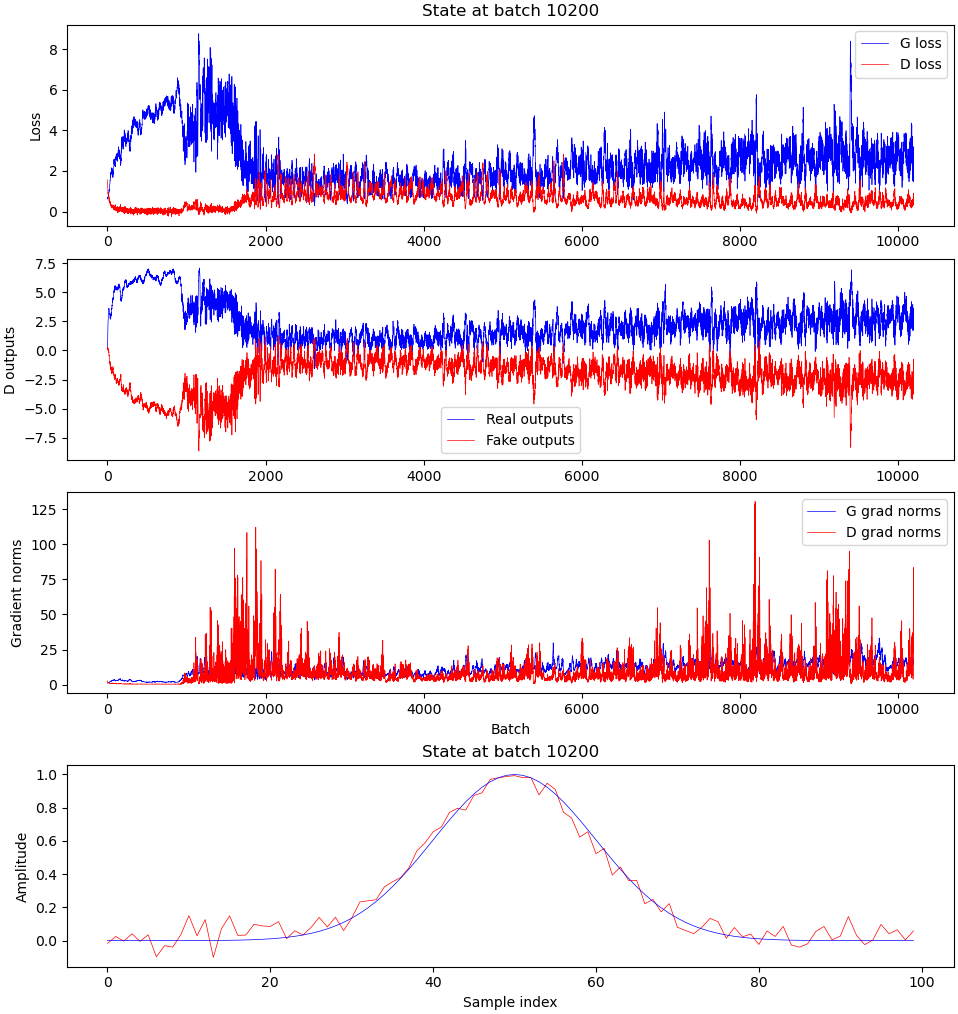 State at batch 10200
Loss
8
6
4
2
0
G loss
D loss
0 2000 4000 6000 8000 10000
D outputs
7.5
5.0
2.5
0.0
−2.5
−5.0
−7.5
Real outputs
Fake outputs
0 2000 4000 6000 8000 10000
Gradient norms
125
100
75
50
25
0
G grad norms
D grad norms
0 2000 4000 6000 8000 10000
Batch
State at batch 10200
Amplitude
1.0
0.8
0.6
0.4
0.2
0.0
0 20 40 60 80 100
Sample index